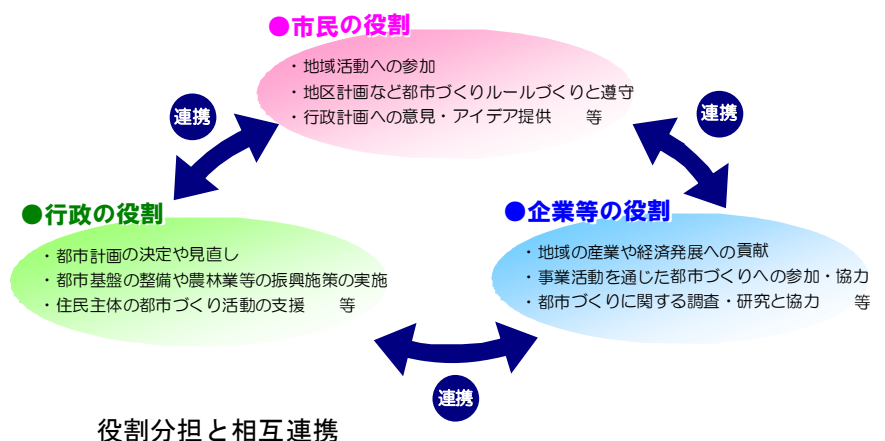 ●市民の役割
・地域活動への参加
・地区計画など都市づくりルールづくりと遵守
・行政計画への意見・アイデア提供　等
連携
連携
●行政の役割
・都市計画の決定や見直し
・都市基盤の整備や農林業等の振興施策の実施
・住民主体の都市づくり活動の支援　等
●企業等の役割
・地域の産業や経済発展への貢献
・事業活動を通じた都市づくりへの参加・協力
・都市づくりに関する調査・研究と協力　等
連携
役割分担と相互連携